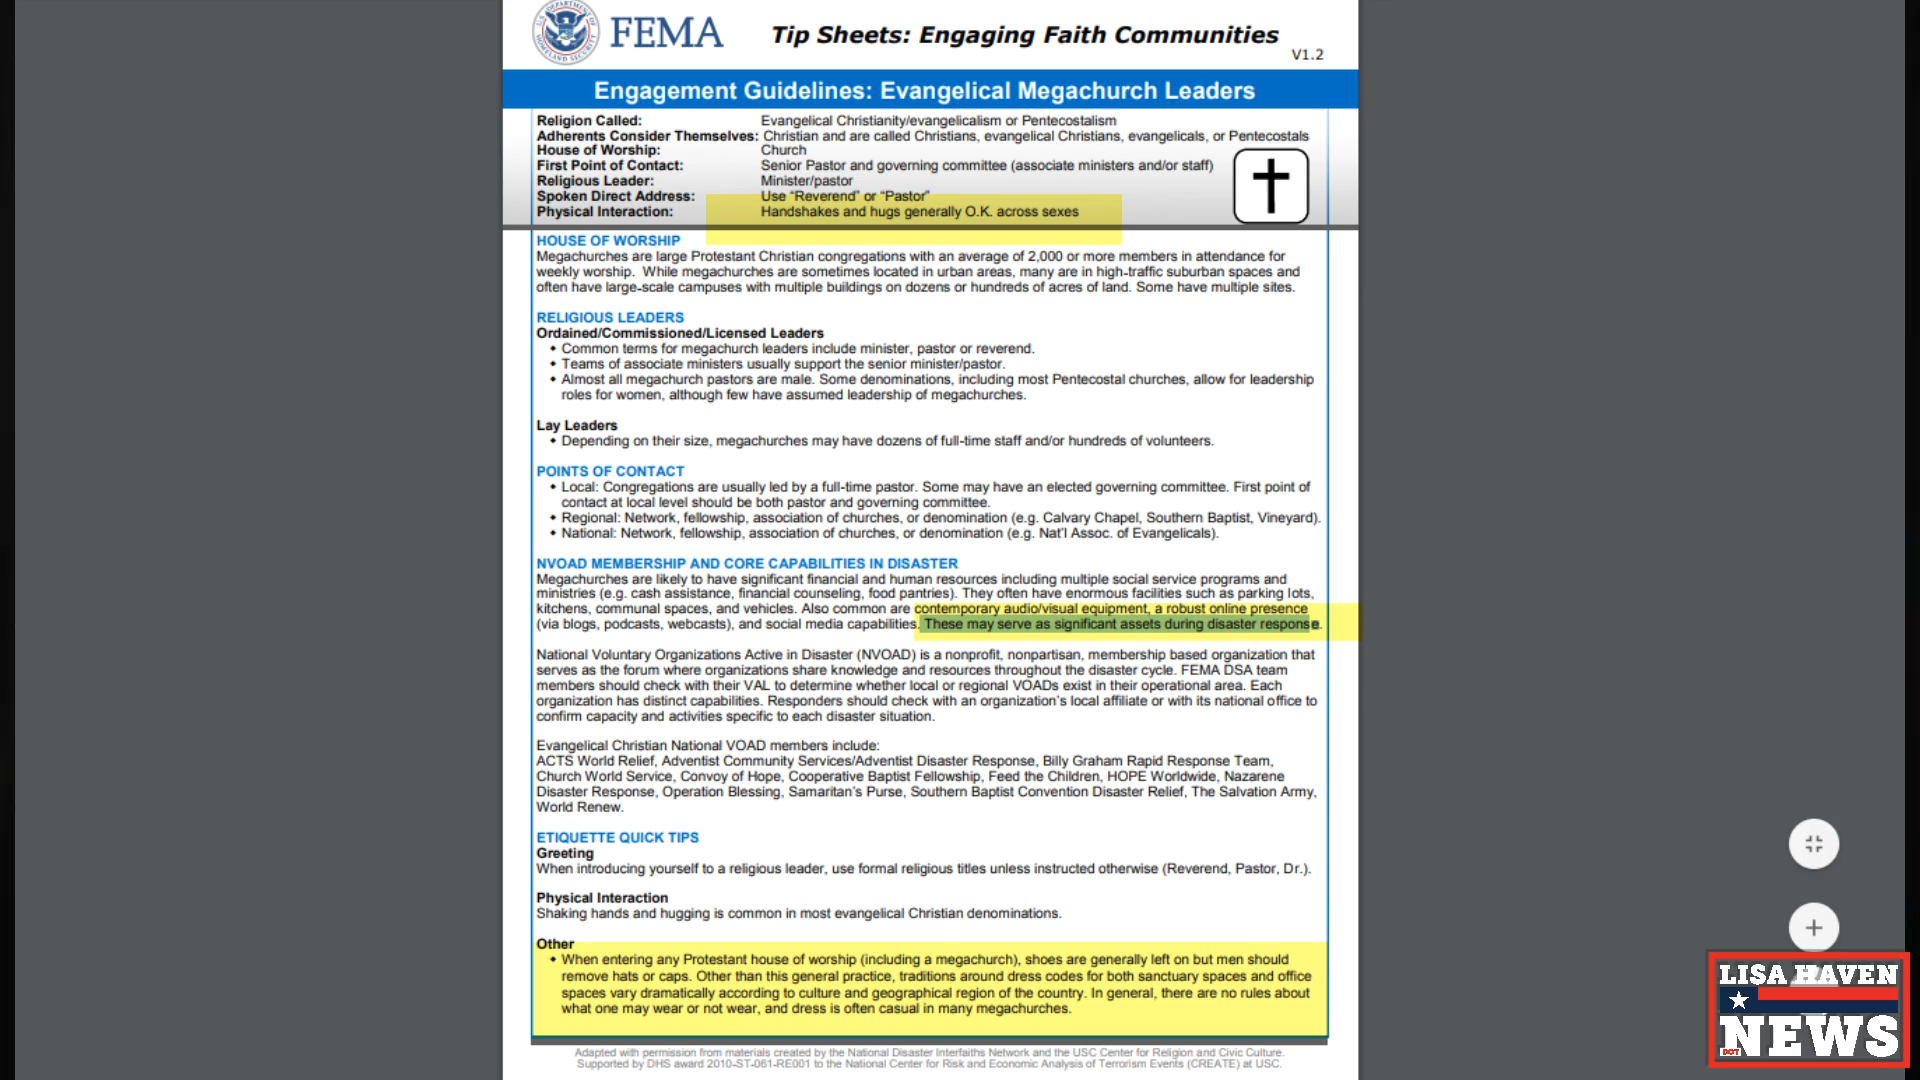 FEMA
Tip Sheets: Engaging Faith Communities
V1.2
Engagement Guidelines: Evangelical Megachurch Leaders
Religion Called: Evangelical Christianity/evangelicalism or Pentecostalism
Adherents Consider Themselves: Christian and are called Christians, evangelical Christians, evangelicals, or Pentecostals
House of Worship: Church
First Point of Contact: Senior Pastor and governing committee (associate ministers and/or staff)
Religious Leader: Minister/pastor
Spoken Direct Address: Use “Reverend” or “Pastor”
Physical Interaction: Handshakes and hugs generally O.K. across sexes
HOUSE OF WORSHIP
Megachurches are large Protestant Christian congregations with an average of 2,000 or more members in attendance for
weekly worship. While megachurches are sometimes located in urban areas, many are in high-traffic suburban spaces and
often have large-scale campuses with multiple buildings on dozens or hundreds of acres of land. Some have multiple sites.
RELIGIOUS LEADERS
Ordained/Commissioned/Licensed Leaders
• Common terms for megachurch leaders include minister, pastor or reverend.
• Teams of associate ministers usually support the senior minister/pastor.
• Almost all megachurch pastors are male. Some denominations, including most Pentecostal churches, allow for leadership
roles for women, although few have assumed leadership of megachurches.
Lay Leaders
• Depending on their size, megachurches may have dozens of full-time staff and/or hundreds of volunteers.
POINTS OF CONTACT
• Local: Congregations are usually led by a full-time pastor. Some may have an elected governing committee. First point of
contact at local level should be both pastor and governing committee.
• Regional: Network, fellowship, association of churches, or denomination (e.g. Calvary Chapel, Southern Baptist, Vineyard).
• National: Network, fellowship, association of churches, or denomination (e.g. Nat’l Assoc. of Evangelicals).
NVOAD MEMBERSHIP AND CORE CAPABILITIES IN DISASTER
Megachurches are likely to have significant financial and human resources including multiple social service programs and
ministries (e.g. cash assistance, financial counseling, food pantries). They often have enormous facilities such as parking lots,
kitchens, communal spaces, and vehicles. Also common are contemporary audio/visual equipment, a robust online presence
(via blogs, podcasts, webcasts), and social media capabilities. These may serve as significant assets during disaster response.
National Voluntary Organizations Active in Disaster (NVOAD) is a nonprofit, nonpartisan, membership based organization that
serves as the forum where organizations share knowledge and resources throughout the disaster cycle. FEMA DSA team
members should check with their VAL to determine whether local or regional VOADs exist in their operational area. Each
organization has distinct capabilities. Responders should check with an organization’s local affiliate or with its national office to
confirm capacity and activities specific to each disaster situation.
Evangelical Christian National VOAD members include:
ACTS World Relief, Adventist Community Services/Adventist Disaster Response, Billy Graham Rapid Response Team,
Church World Service, Convoy of Hope, Cooperative Baptist Fellowship, Feed the Children, HOPE Worldwide, Nazarene
Disaster Response, Operation Blessing, Samaritan’s Purse, Southern Baptist Convention Disaster Relief, The Salvation Army,
World Renew.
ETIQUETTE QUICK TIPS
Greeting
When introducing yourself to a religious leader, use formal religious titles unless instructed otherwise (Reverend, Pastor, Dr.).
Physical Interaction
Shaking hands and hugging is common in most evangelical Christian denominations.
Other
• When entering any Protestant house of worship (including a megachurch), shoes are generally left on but men should
remove hats or caps. Other than this general practice, traditions around dress codes for both sanctuary spaces and office
spaces vary dramatically according to culture and geographical region of the country. In general, there are no rules about
what one may wear or not wear, and dress is often casual in many megachurches.
Adapted with permission from materials created by the National Disaster Interfaiths Network and the USC Center for Religion and Civic Culture.
Supported by DHS award 2010-ST-061-RE001 to the National Center for Risk and Economic Analysis of Terrorism Events (CREATE) at USC.
LISA HAVEN
DOT NEWS